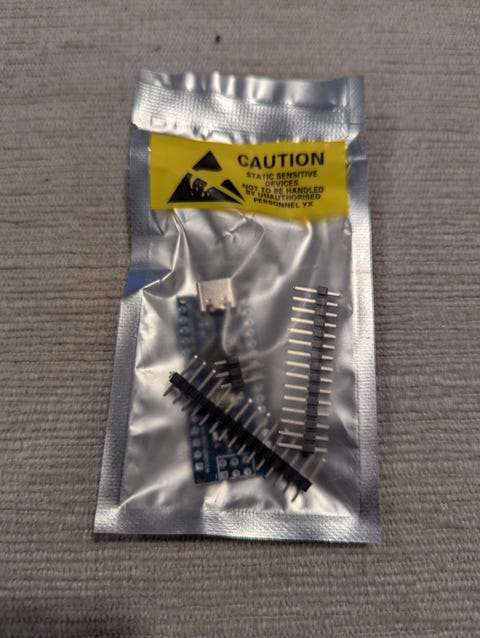 CAUTION
STATIC SENSITIVE
DEVICES
NOT TO BE HANDLED
BY UNAUTHORISED
PERSONNEL YX